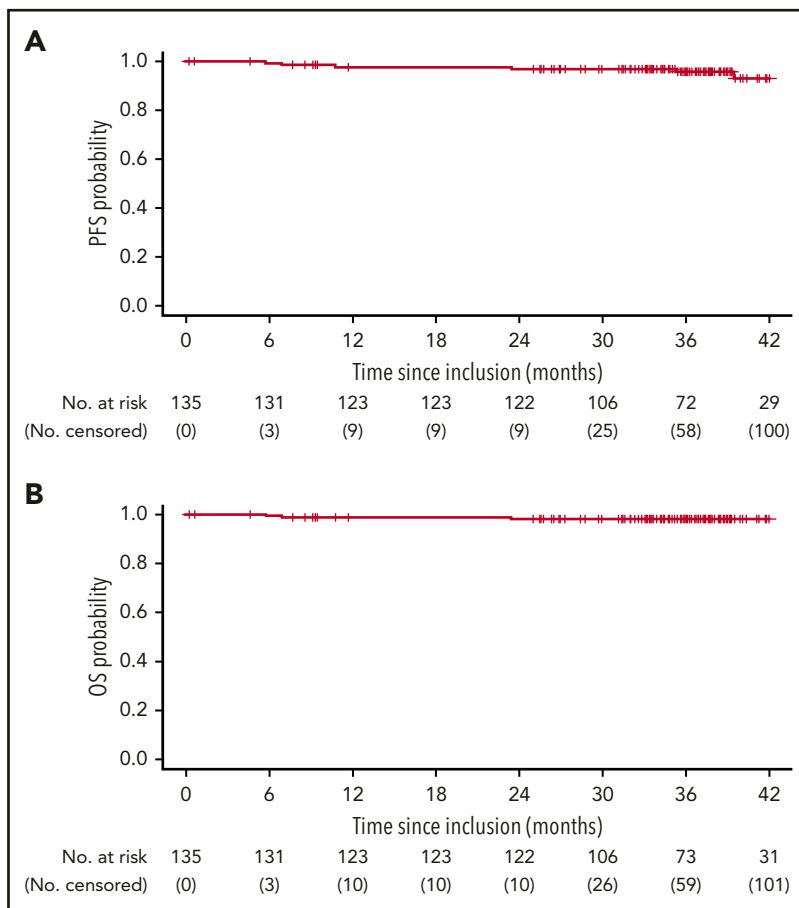 A
1.0
0.8
0.6
0.4
0.2
0.0
PFS probability
0 6 12 18 24 30 36 42
Time since inclusion (months)
No. at risk 135 131 123 123 122 106 72 29
(No. censored) (0) (3) (9) (9) (9) (25) (58) (100)
B
1.0
0.8
0.6
0.4
0.2
0.0
OS probability
0 6 12 18 24 30 36 42
Time since inclusion (months)
No. at risk 135 131 123 123 122 106 73 31
(No. censored) (0) (3) (10) (10) (10) (26) (59) (101)